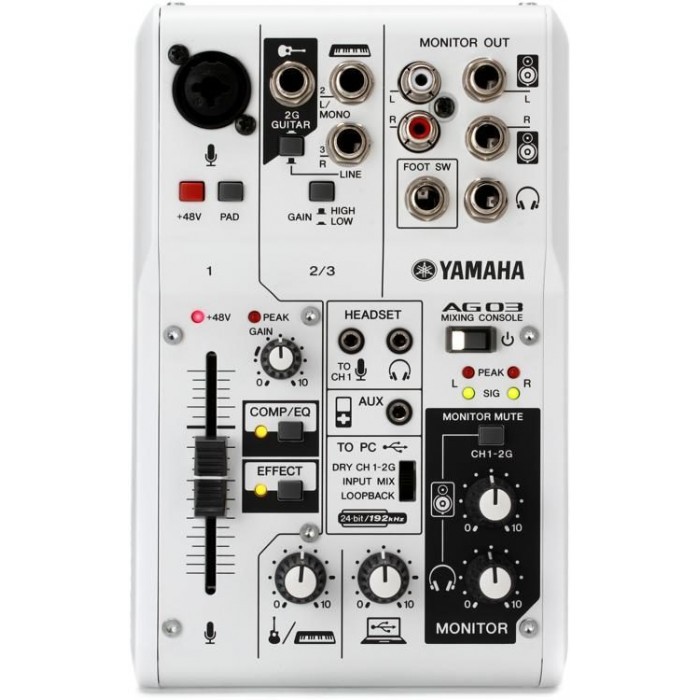 MONITOR OUT
2G
GUITAR
2
L/
MONO
3
R
LINE
L
R
L
R
FOOT SW
+48V
PAD
GAIN
HIGH
LOW
1
2/3
YAMAHA
AG03
MIXING CONSOLE
+48V
PEAK
GAIN
0
10
HEADSET
TO
CH1
AUX
L
PEAK
R
SIG
COMP/EQ
EFFECT
TO PC
DRY CH 1-2G
INPUT MIX
LOOPBACK
24-bit/192kHz
MONITOR MUTE
CH1-2G
0
10
0
10
0
10
0
10
MONITOR